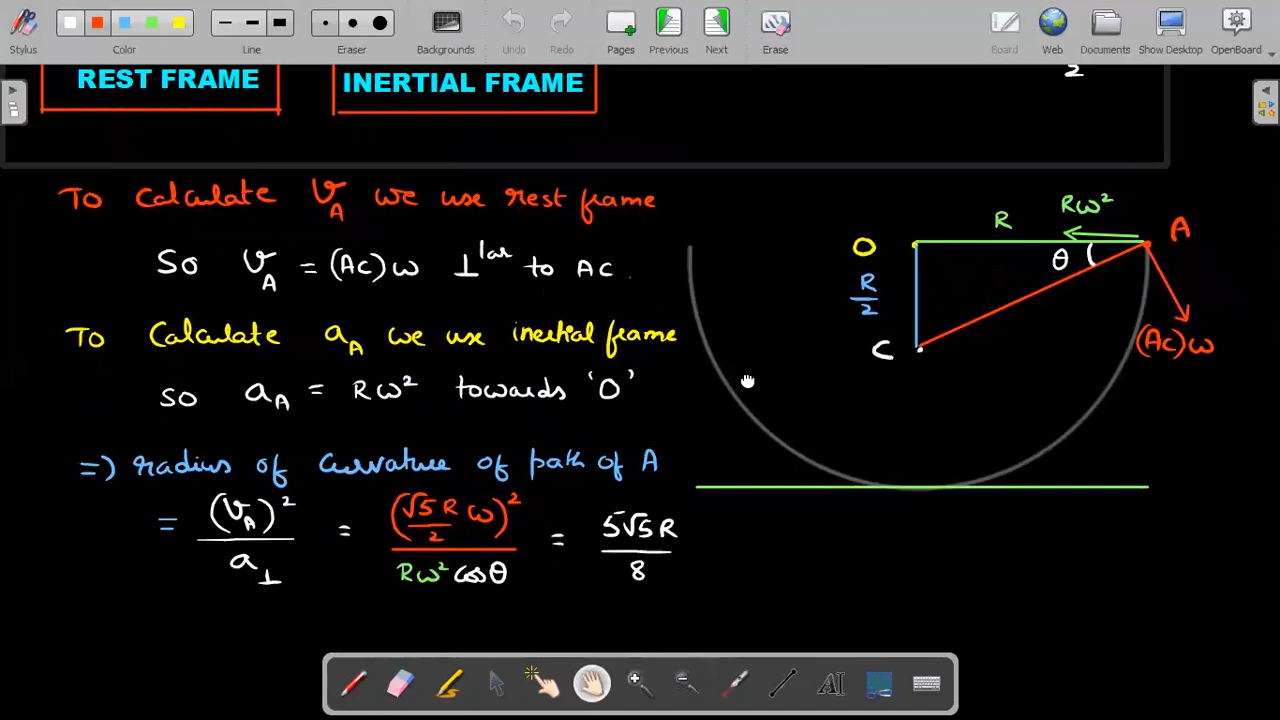 Stylus Color Line Eraser Backgrounds Undo Redo Pages Previous Next Erase Board Web Documents Show Desktop OpenBoard
REST FRAME INERTIAL FRAME
2
To Calculate v_A we use rest frame
So v_A = (AC)ω ⊥lar to AC.
To Calculate a_A we use inertial frame
So a_A = Rω² towards 'O'
=) radius of curvature of path of A
= (v_A)² / a_⊥ = (√5 R/2 ω)² / Rω² cosθ = 5√5R / 8
O R Rω² A
θ
R/2
C (AC)ω